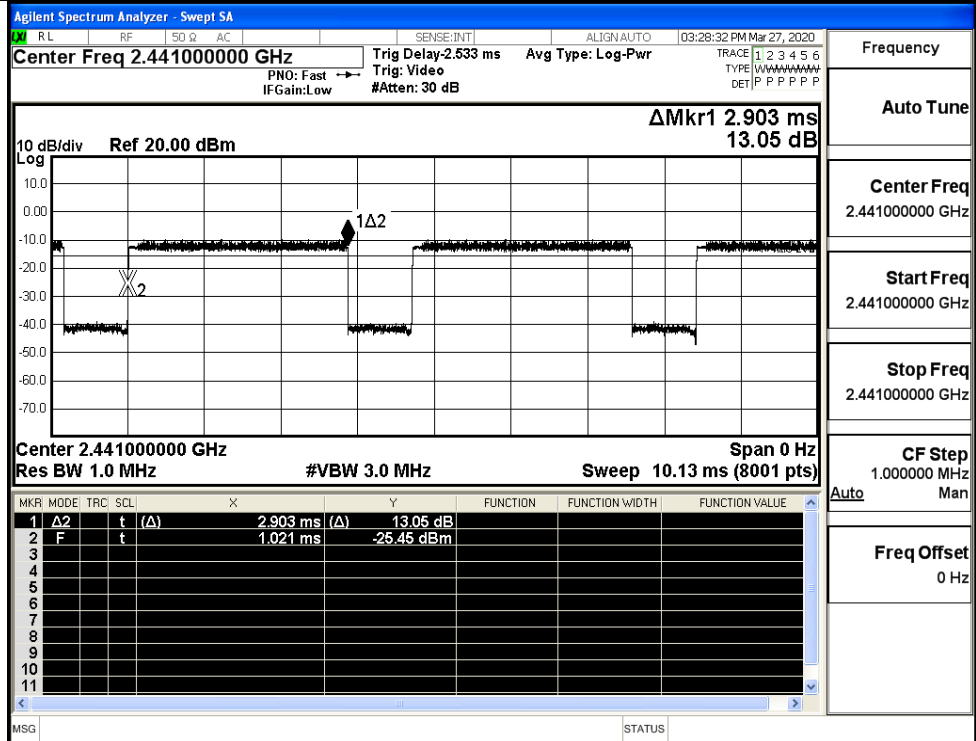 Agilent Spectrum Analyzer - Swept SA
LXI RL RF 50 Ω AC SENSE:INT ALIGN AUTO 03:28:32 PM Mar 27, 2020
Center Freq 2.441000000 GHz
PNO: Fast
IFGain:Low
Trig Delay-2.533 ms
Trig: Video
#Atten: 30 dB
Avg Type: Log-Pwr
TRACE 1 2 3 4 5 6
TYPE WWWWWW
DET P P P P P P
ΔMkr1 2.903 ms
13.05 dB
10 dB/div Ref 20.00 dBm
Log
10.0
0.00
-10.0
-20.0
-30.0
-40.0
-50.0
-60.0
-70.0
1Δ2
2
Center 2.441000000 GHz Span 0 Hz
Res BW 1.0 MHz #VBW 3.0 MHz Sweep 10.13 ms (8001 pts)
MKR MODE TRC SCL X Y FUNCTION FUNCTION WIDTH FUNCTION VALUE
1 Δ2 t (Δ) 2.903 ms (Δ) 13.05 dB
2 F t 1.021 ms -25.45 dBm
3
4
5
6
7
8
9
10
11
MSG STATUS
Frequency
Auto Tune
Center Freq
2.441000000 GHz
Start Freq
2.441000000 GHz
Stop Freq
2.441000000 GHz
CF Step
1.000000 MHz
Auto Man
Freq Offset
0 Hz